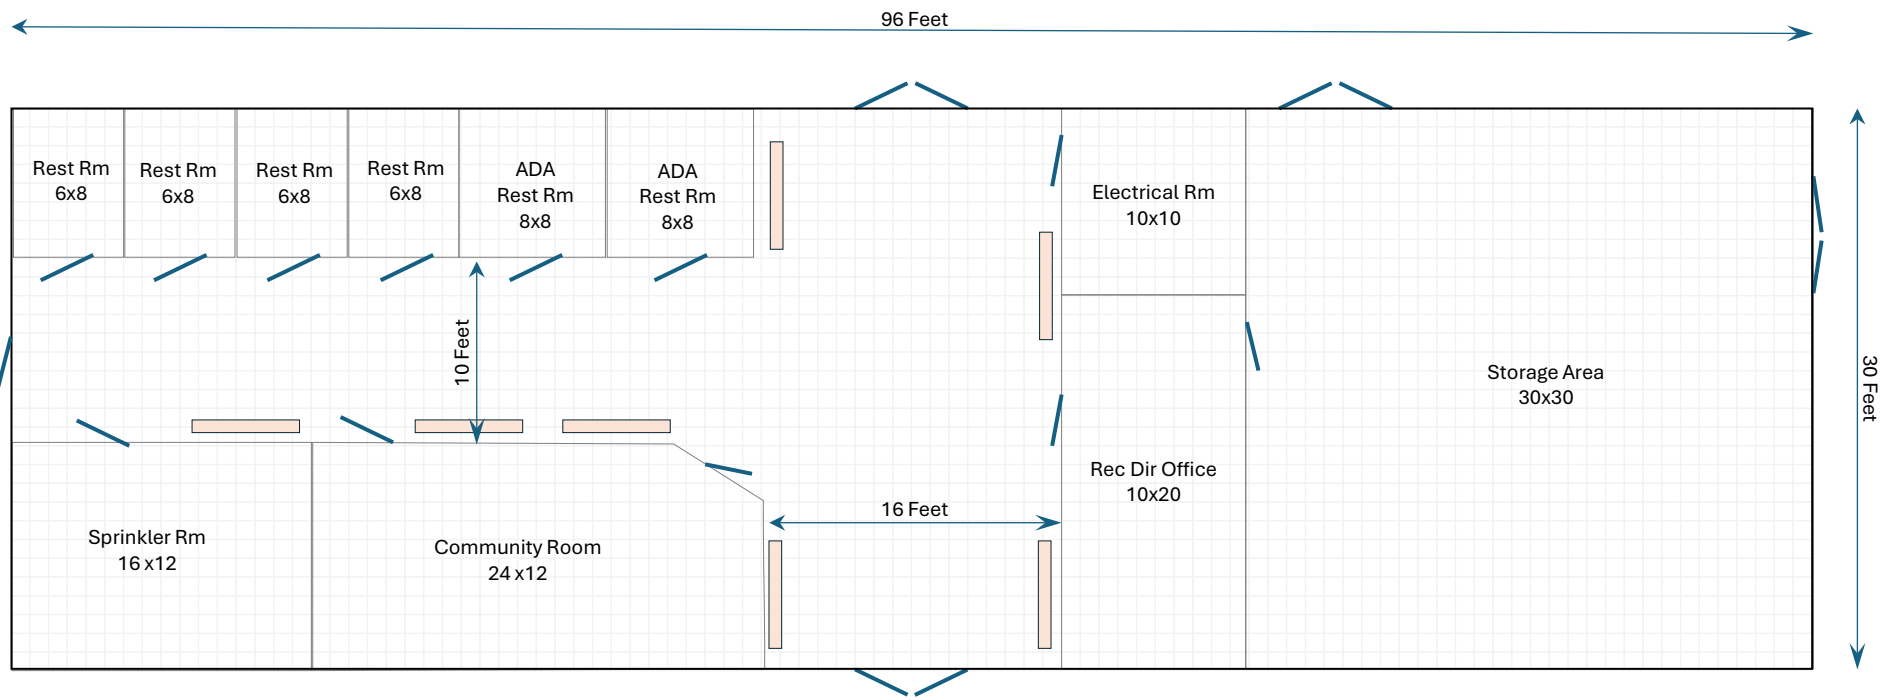 96 Feet
Rest Rm
6x8
Rest Rm
6x8
Rest Rm
6x8
Rest Rm
6x8
ADA
Rest Rm
8x8
ADA
Rest Rm
8x8
Electrical Rm
10x10
10 Feet
Storage Area
30x30
30 Feet
Rec Dir Office
10x20
16 Feet
Sprinkler Rm
16 x12
Community Room
24 x12